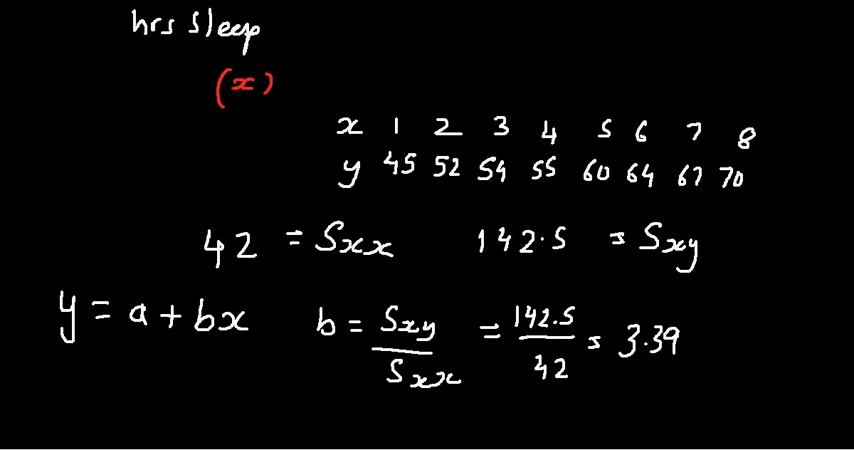 hrs sleep
(x)
x 1 2 3 4 5 6 7 8
y 45 52 54 55 60 64 67 70
42 = Sxx 142.5 = Sxy
y = a + bx b = Sxy / Sxx = 142.5 / 42 = 3.39